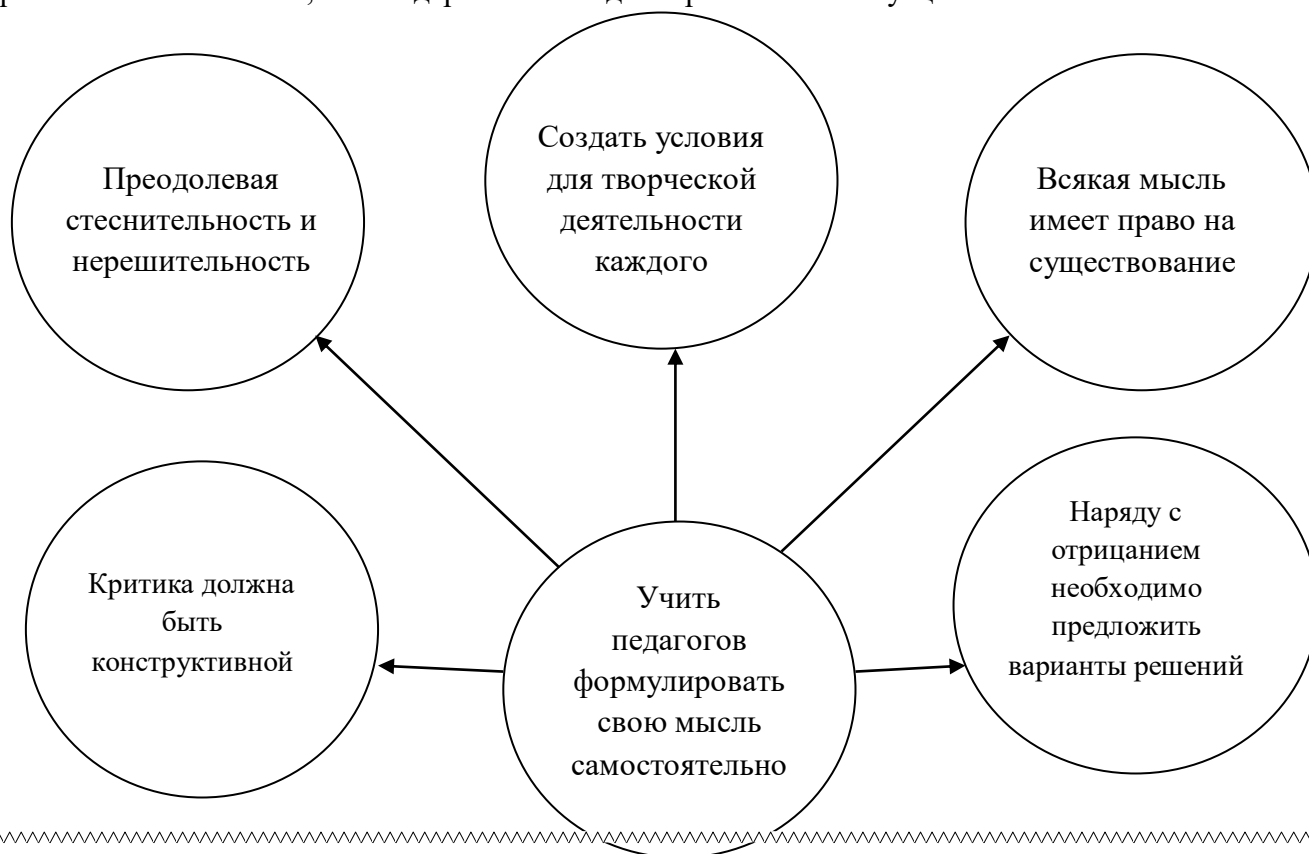 Преодолевая
стеснительность и
нерешительность
Создать условия
для творческой
деятельности
каждого
Всякая мысль
имеет право на
существование
Критика должна
быть
конструктивной
Учить
педагогов
формулировать
свою мысль
самостоятельно
Наряду с
отрицанием
необходимо
предложить
варианты решений